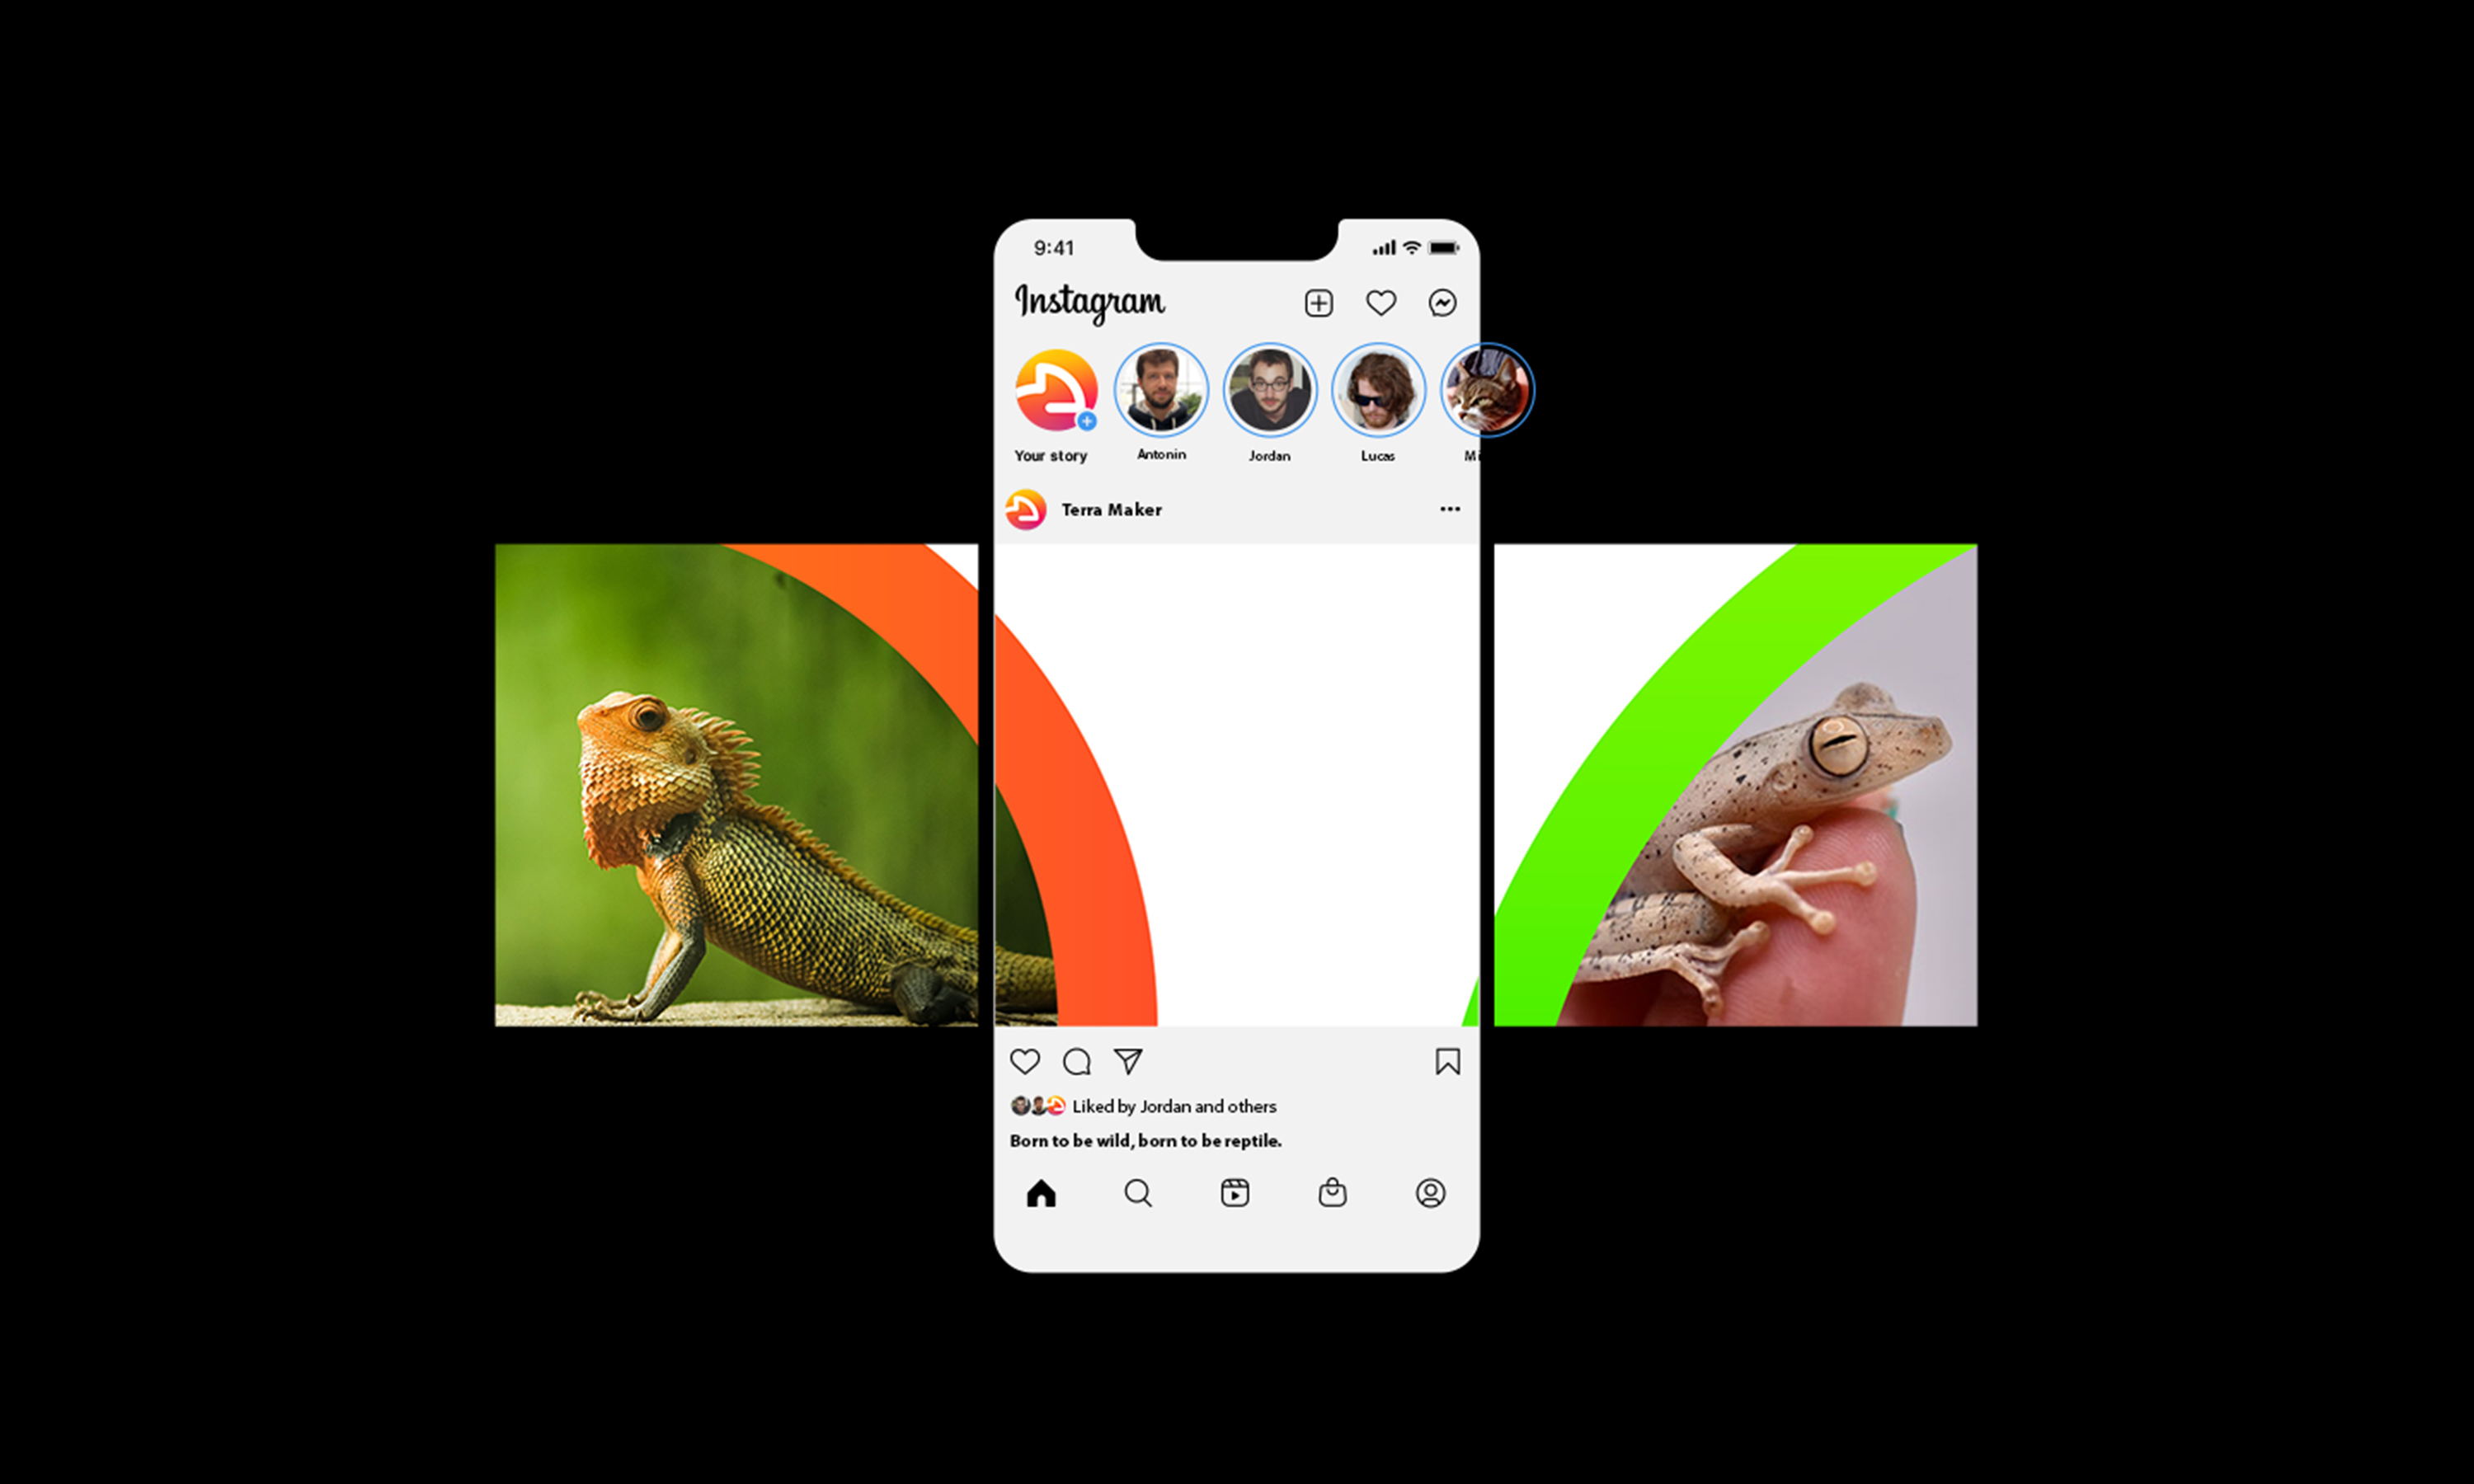 9:41
Instagram
Your story
Antonin
Jordan
Lucas
Mi
Terra Maker
Liked by Jordan and others
Born to be wild, born to be reptile.